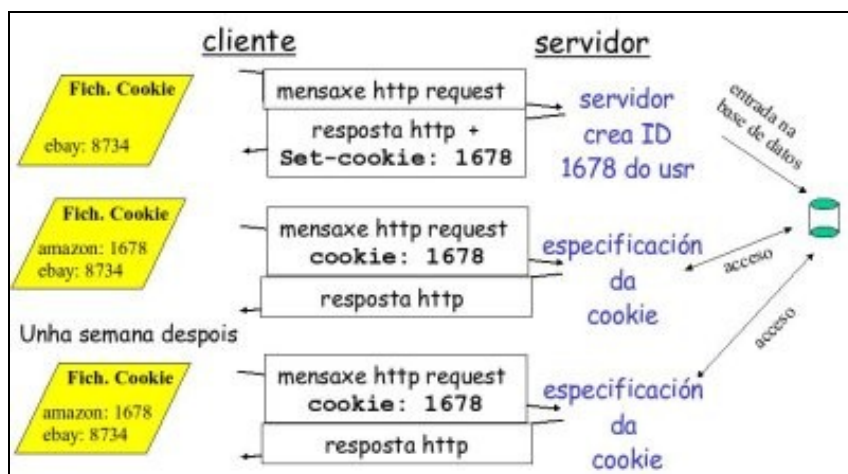 cliente
servidor
Fich. Cookie
ebay: 8734
mensaxe http request
resposta http +
Set-cookie: 1678
servidor
crea ID
1678 do usr
entrada na
base de datos
Fich. Cookie
amazon: 1678
ebay: 8734
mensaxe http request
cookie: 1678
resposta http
especificación
da
cookie
acceso
Unha semana despois
Fich. Cookie
amazon: 1678
ebay: 8734
mensaxe http request
cookie: 1678
resposta http
especificación
da
cookie
acceso